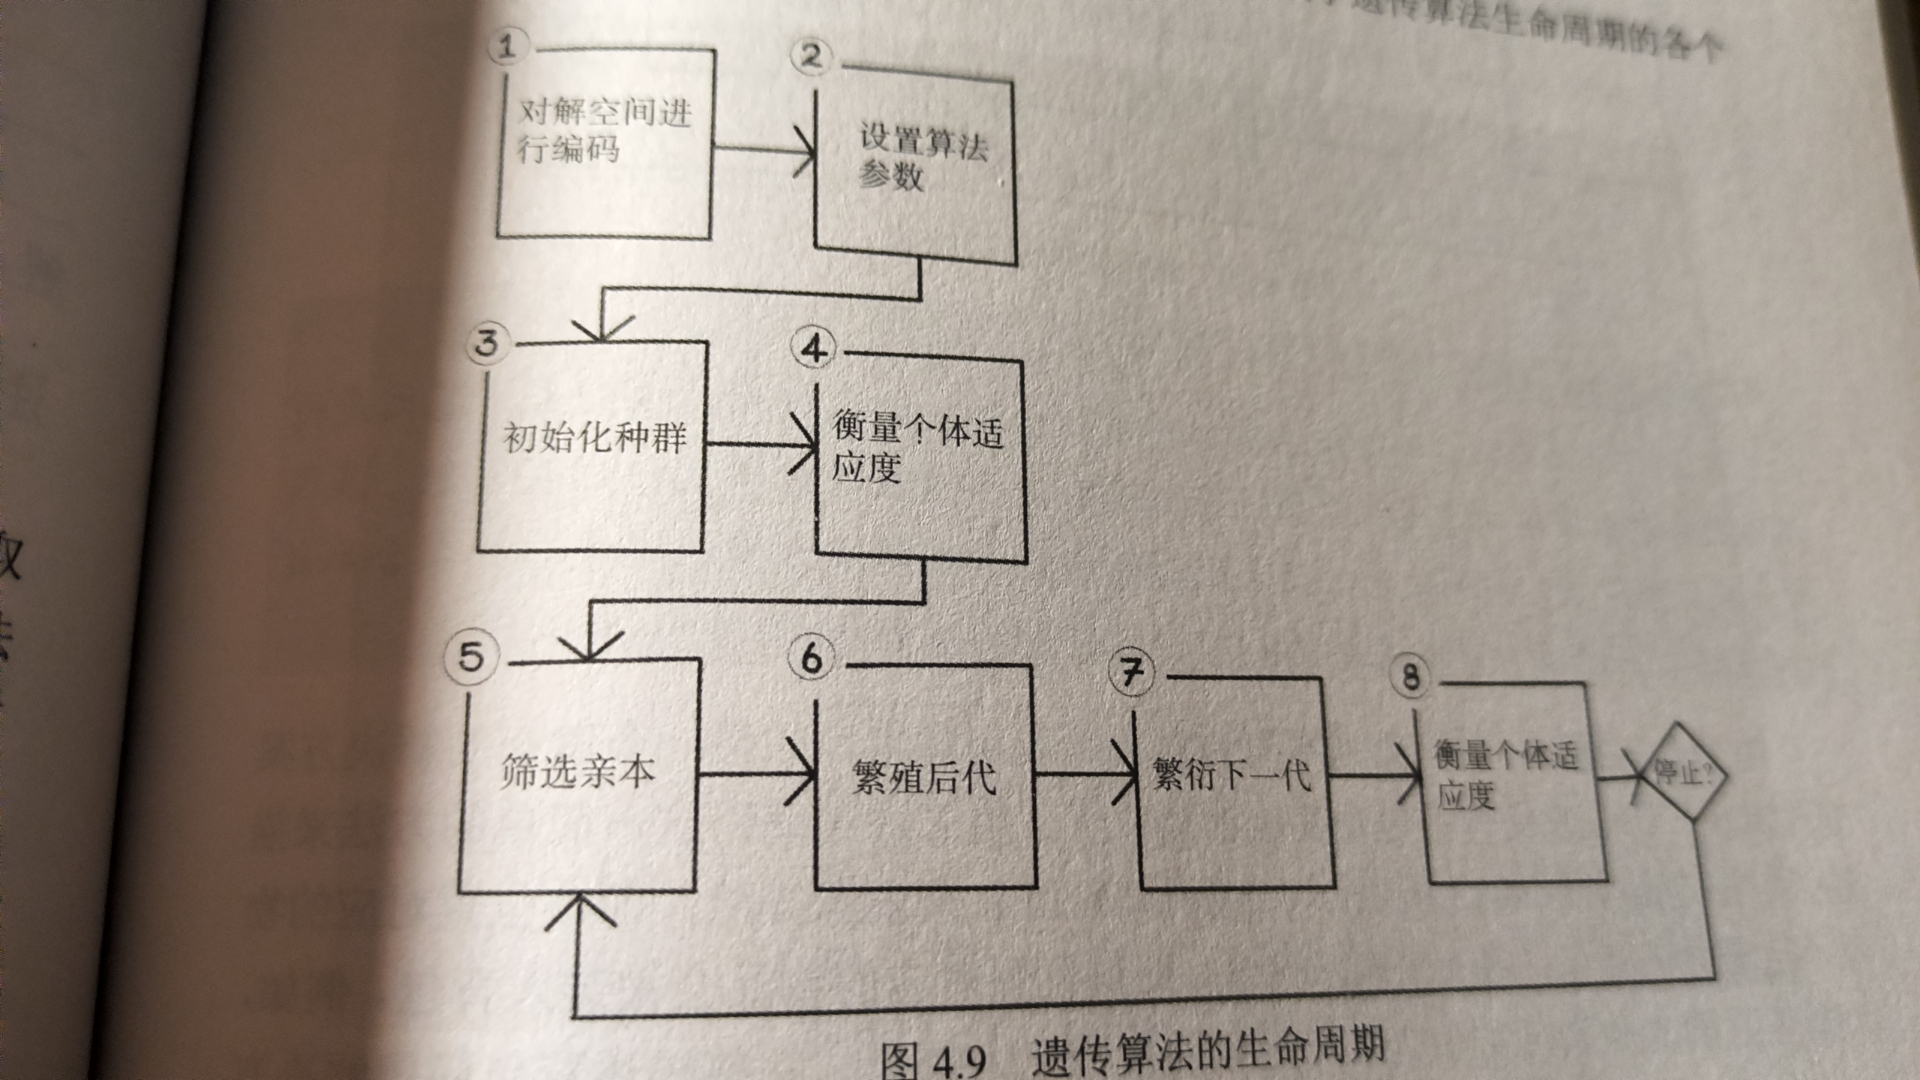 遗传算法生命周期的各个
①
对解空间进
行编码
②
设置算法
参数
③
初始化种群
④
衡量个体适
应度
⑤
筛选亲本
⑥
繁殖后代
⑦
繁衍下一代
⑧
衡量个体适
应度
停止?
取
图 4.9 遗传算法的生命周期